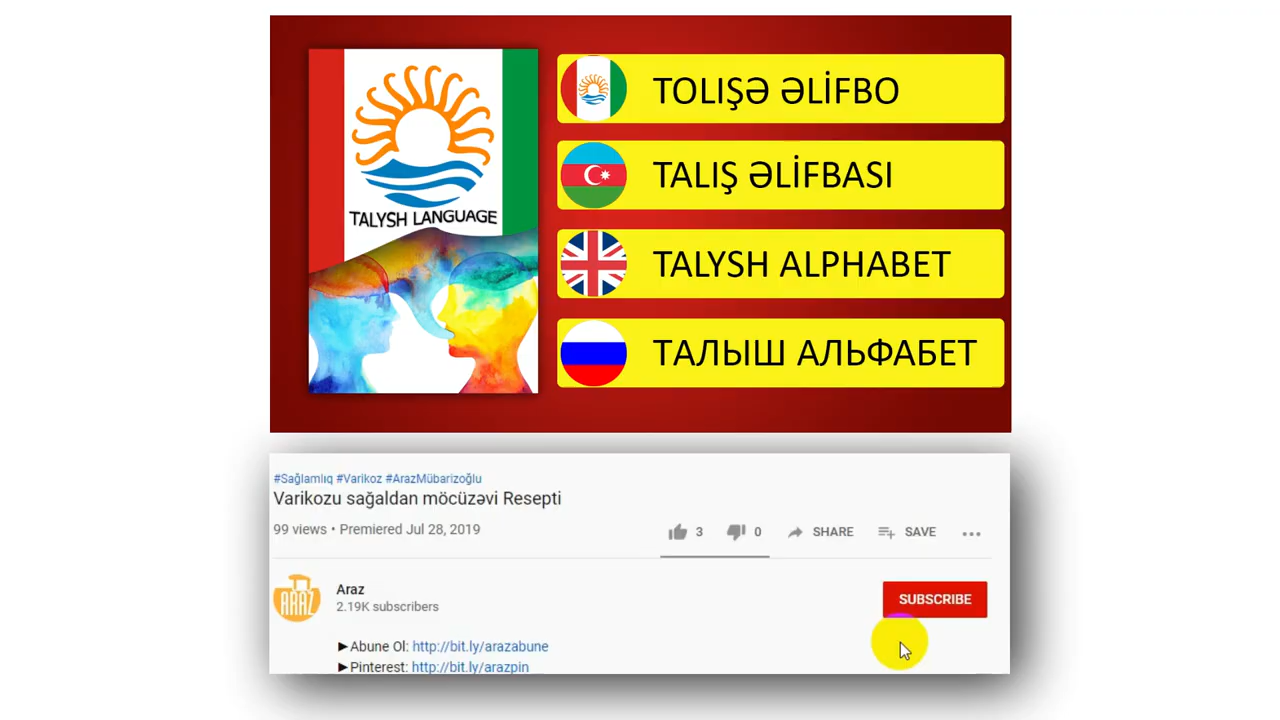 TALYSH LANGUAGE
TOLIŞƏ ƏLİFBO
TALIŞ ƏLİFBASI
TALYSH ALPHABET
ТАЛЫШ АЛЬФАБЕТ
#Sağlamlıq #Varikoz #ArazMübarizoğlu
Varikozu sağaldan möcüzəvi Resepti
99 views • Premiered Jul 28, 2019
3 0 SHARE SAVE
ARAZ
Araz
2.19K subscribers
SUBSCRIBE
►Abune Ol: http://bit.ly/arazabune
►Pinterest: http://bit.ly/arazpin